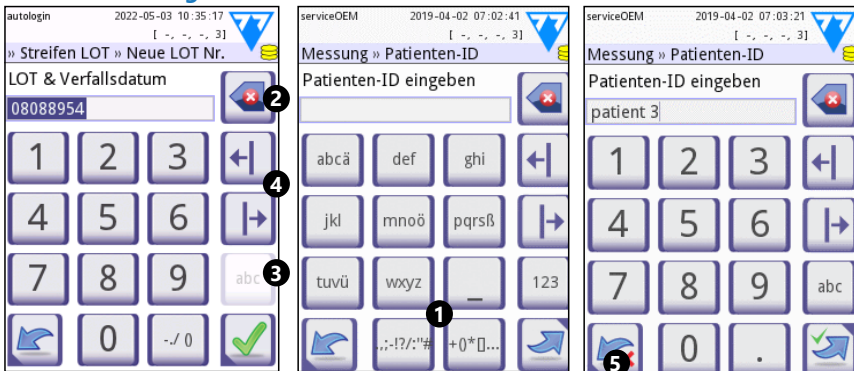 autologin 2022-05-03 10:35:17
[ -, -, -, 3]
» Streifen LOT » Neue LOT Nr.
LOT & Verfallsdatum
08088954
2
1 2 3
4
4 5 6
7 8 9 abc
3
0 -./ ()
serviceOEM 2019-04-02 07:02:41
[ -, -, -, 3]
Messung » Patienten-ID
Patienten-ID eingeben
abcä def ghi
jkl mnoö pqrsß
tuvü wxyz _ 123
1
.,;-!?/:"# +()*[]...
serviceOEM 2019-04-02 07:03:21
[ -, -, -, 3]
Messung » Patienten-ID
Patienten-ID eingeben
patient 3
1 2 3
4 5 6
7 8 9 abc
5
0 .